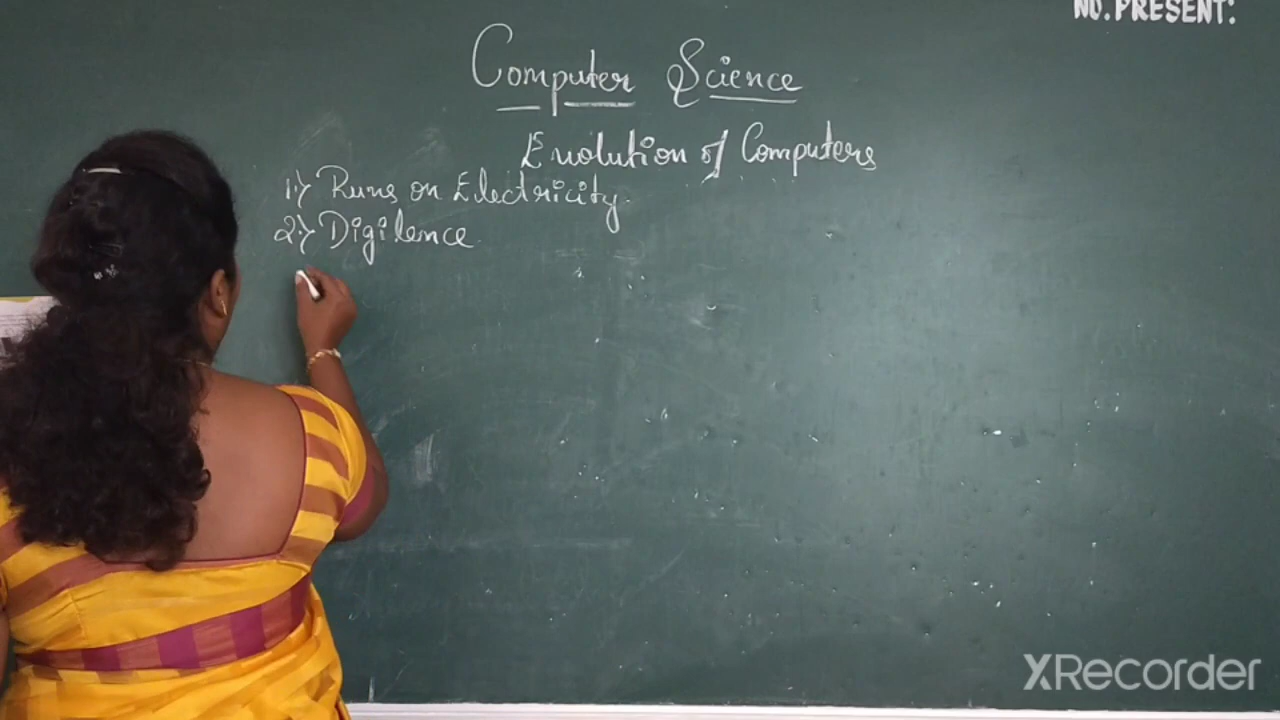 NO.PRESENT:
Computer Science
Evolution of Computers
1.) Runs on Electricity.
2.) Digilence
XRecorder